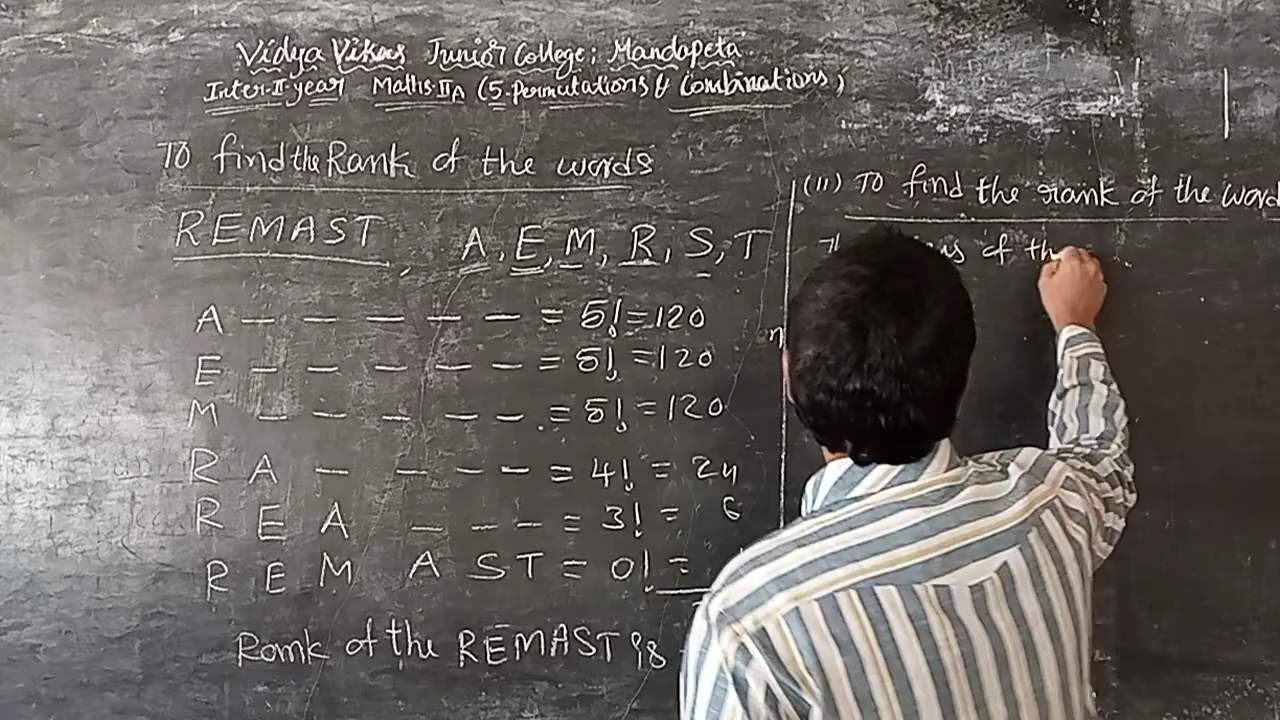 Vidya Vikas Junior College; Mandapeta.
Inter-II-year Maths-IIA (5. Permutations & Combinations)
To find the Rank of the words
REMAST, A, E, M, R, S, T
A — — — — — = 5! = 120
E — — — — — = 5! = 120
M — — — — — = 5! = 120
R A — — — — = 4! = 24
R E A — — — = 3! = 6
R E M A S T = 0! =
Rank of the REMAST is
(II) To find the rank of the word
of th